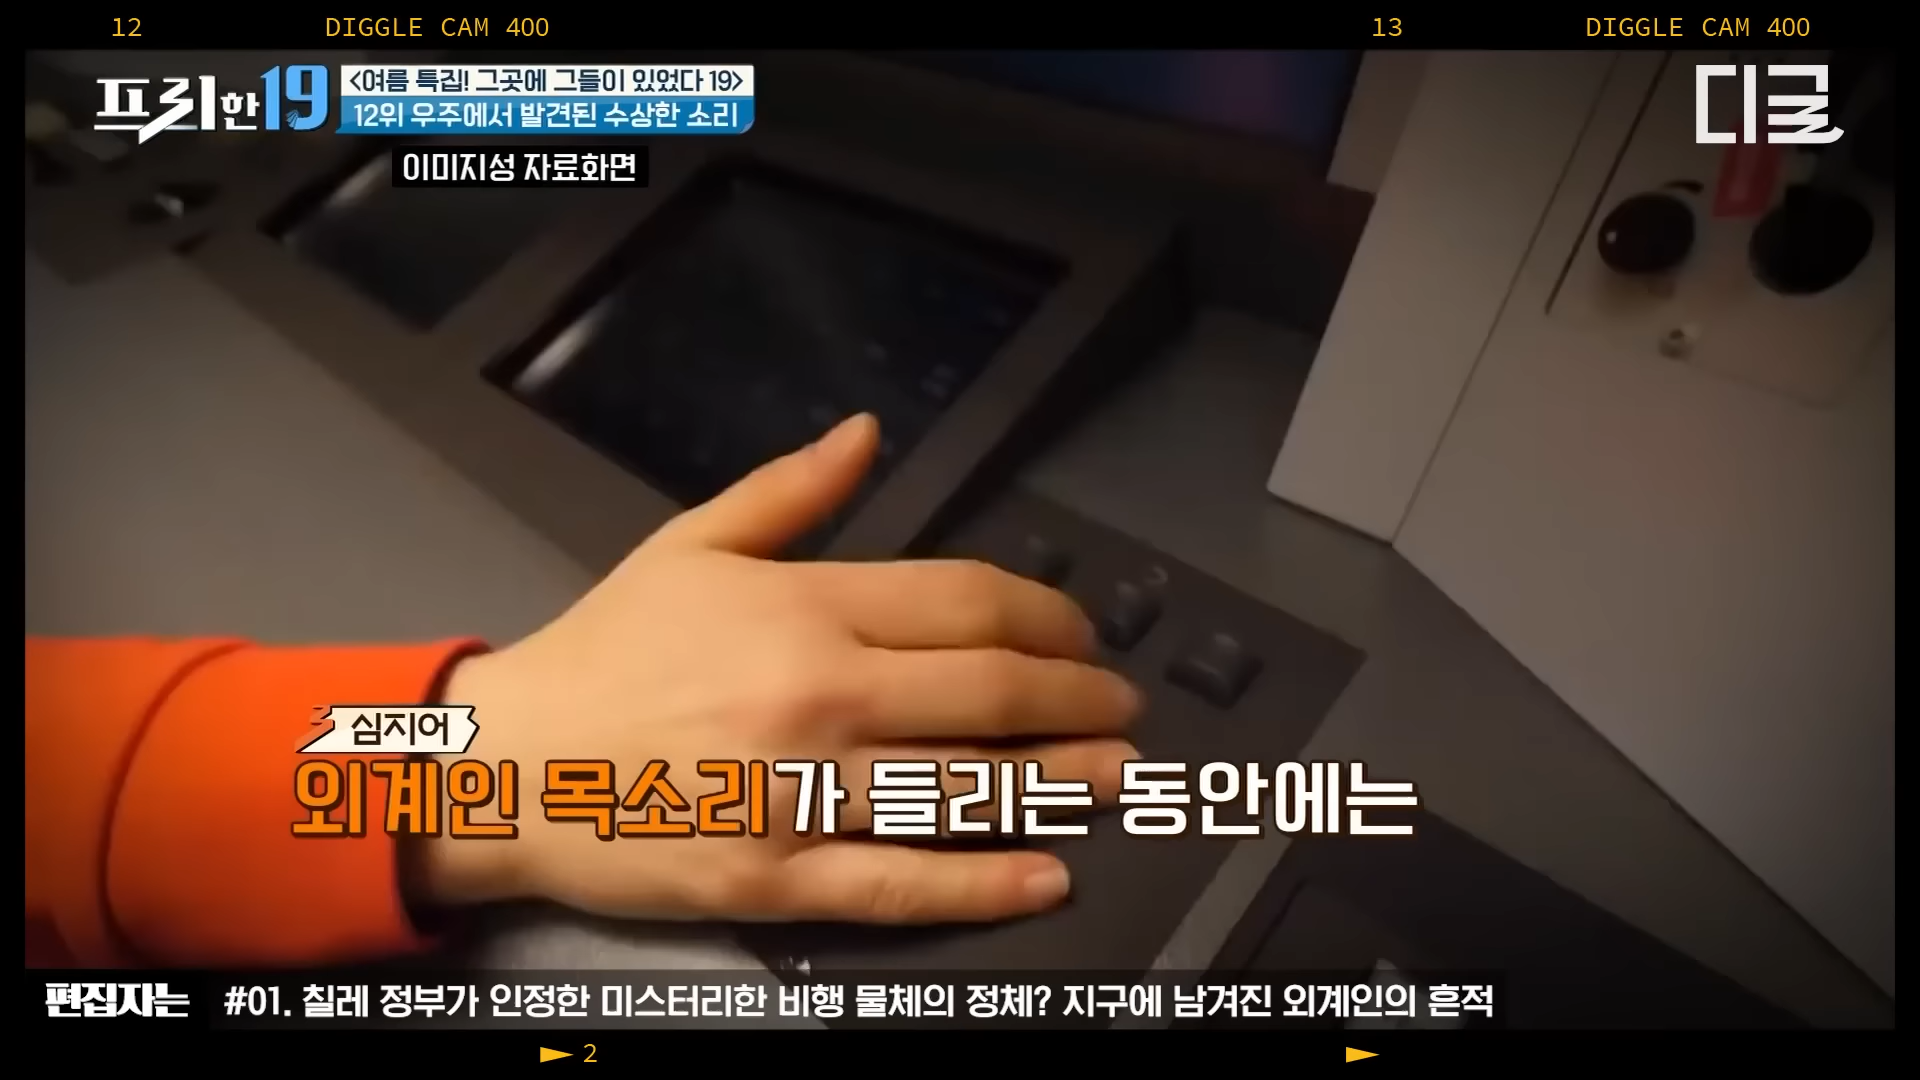 12 DIGGLE CAM 400 13 DIGGLE CAM 400
프리한19
<여름 특집! 그곳에 그들이 있었다 19>
12위 우주에서 발견된 수상한 소리
디글
이미지성 자료화면
심지어
외계인 목소리가 들리는 동안에는
편집자는 #01. 칠레 정부가 인정한 미스터리한 비행 물체의 정체? 지구에 남겨진 외계인의 흔적
2